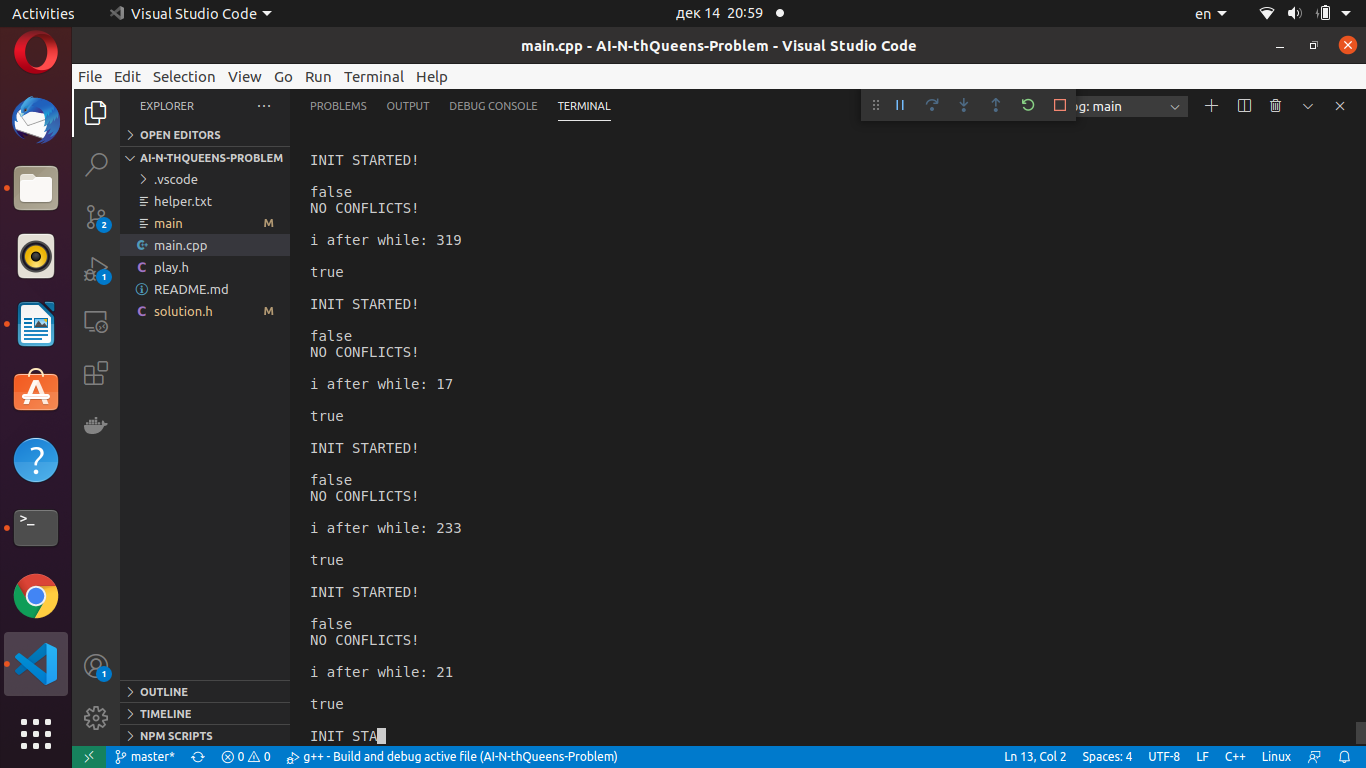 Activities Visual Studio Code дек 14 20:59 en
main.cpp - AI-N-thQueens-Problem - Visual Studio Code
File Edit Selection View Go Run Terminal Help
EXPLORER
OPEN EDITORS
AI-N-THQUEENS-PROBLEM
.vscode
helper.txt
main M
main.cpp
play.h
README.md
solution.h M
OUTLINE
TIMELINE
NPM SCRIPTS
2
1
1
PROBLEMS OUTPUT DEBUG CONSOLE TERMINAL
main
INIT STARTED!
false
NO CONFLICTS!
i after while: 319
true
INIT STARTED!
false
NO CONFLICTS!
i after while: 17
true
INIT STARTED!
false
NO CONFLICTS!
i after while: 233
true
INIT STARTED!
false
NO CONFLICTS!
i after while: 21
true
INIT STA
master* 0 0 g++ - Build and debug active file (AI-N-thQueens-Problem) Ln 13, Col 2 Spaces: 4 UTF-8 LF C++ Linux